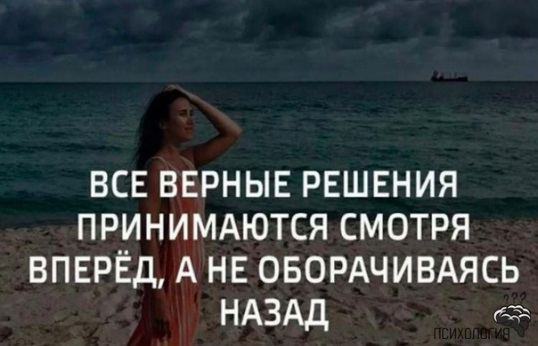 ВСЕ ВЕРНЫЕ РЕШЕНИЯ
ПРИНИМАЮТСЯ СМОТРЯ
ВПЕРЁД, А НЕ ОБОРАЧИВАЯСЬ
НАЗАД
???
ПСИХОЛОГИЯ